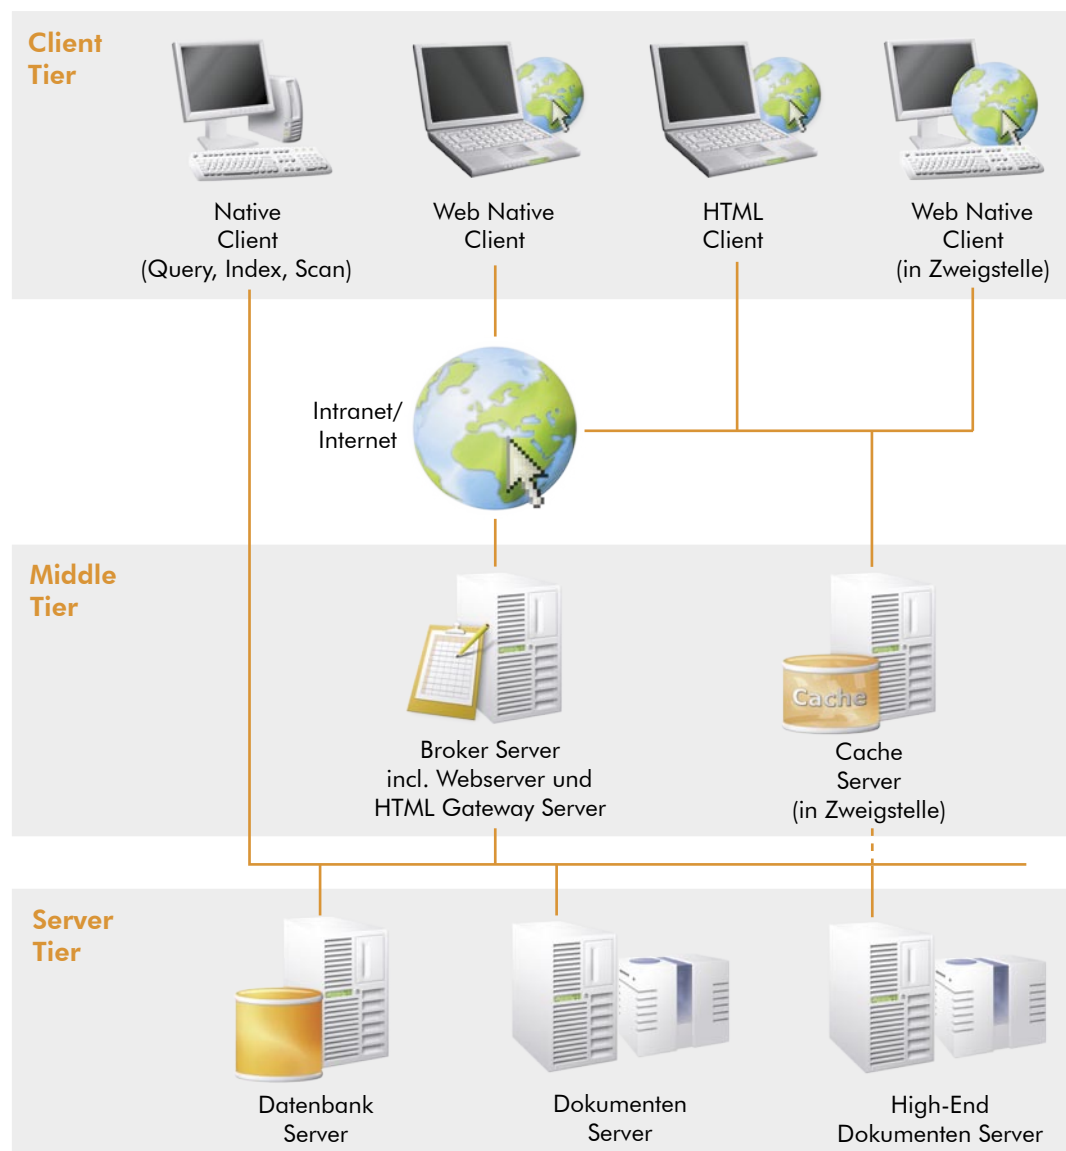 Client
Tier
Native
Client
(Query, Index, Scan)
Web Native
Client
HTML
Client
Web Native
Client
(in Zweigstelle)
Intranet/
Internet
Middle
Tier
Cache
Broker Server
incl. Webserver und
HTML Gateway Server
Cache
Server
(in Zweigstelle)
Server
Tier
Datenbank
Server
Dokumenten
Server
High-End
Dokumenten Server